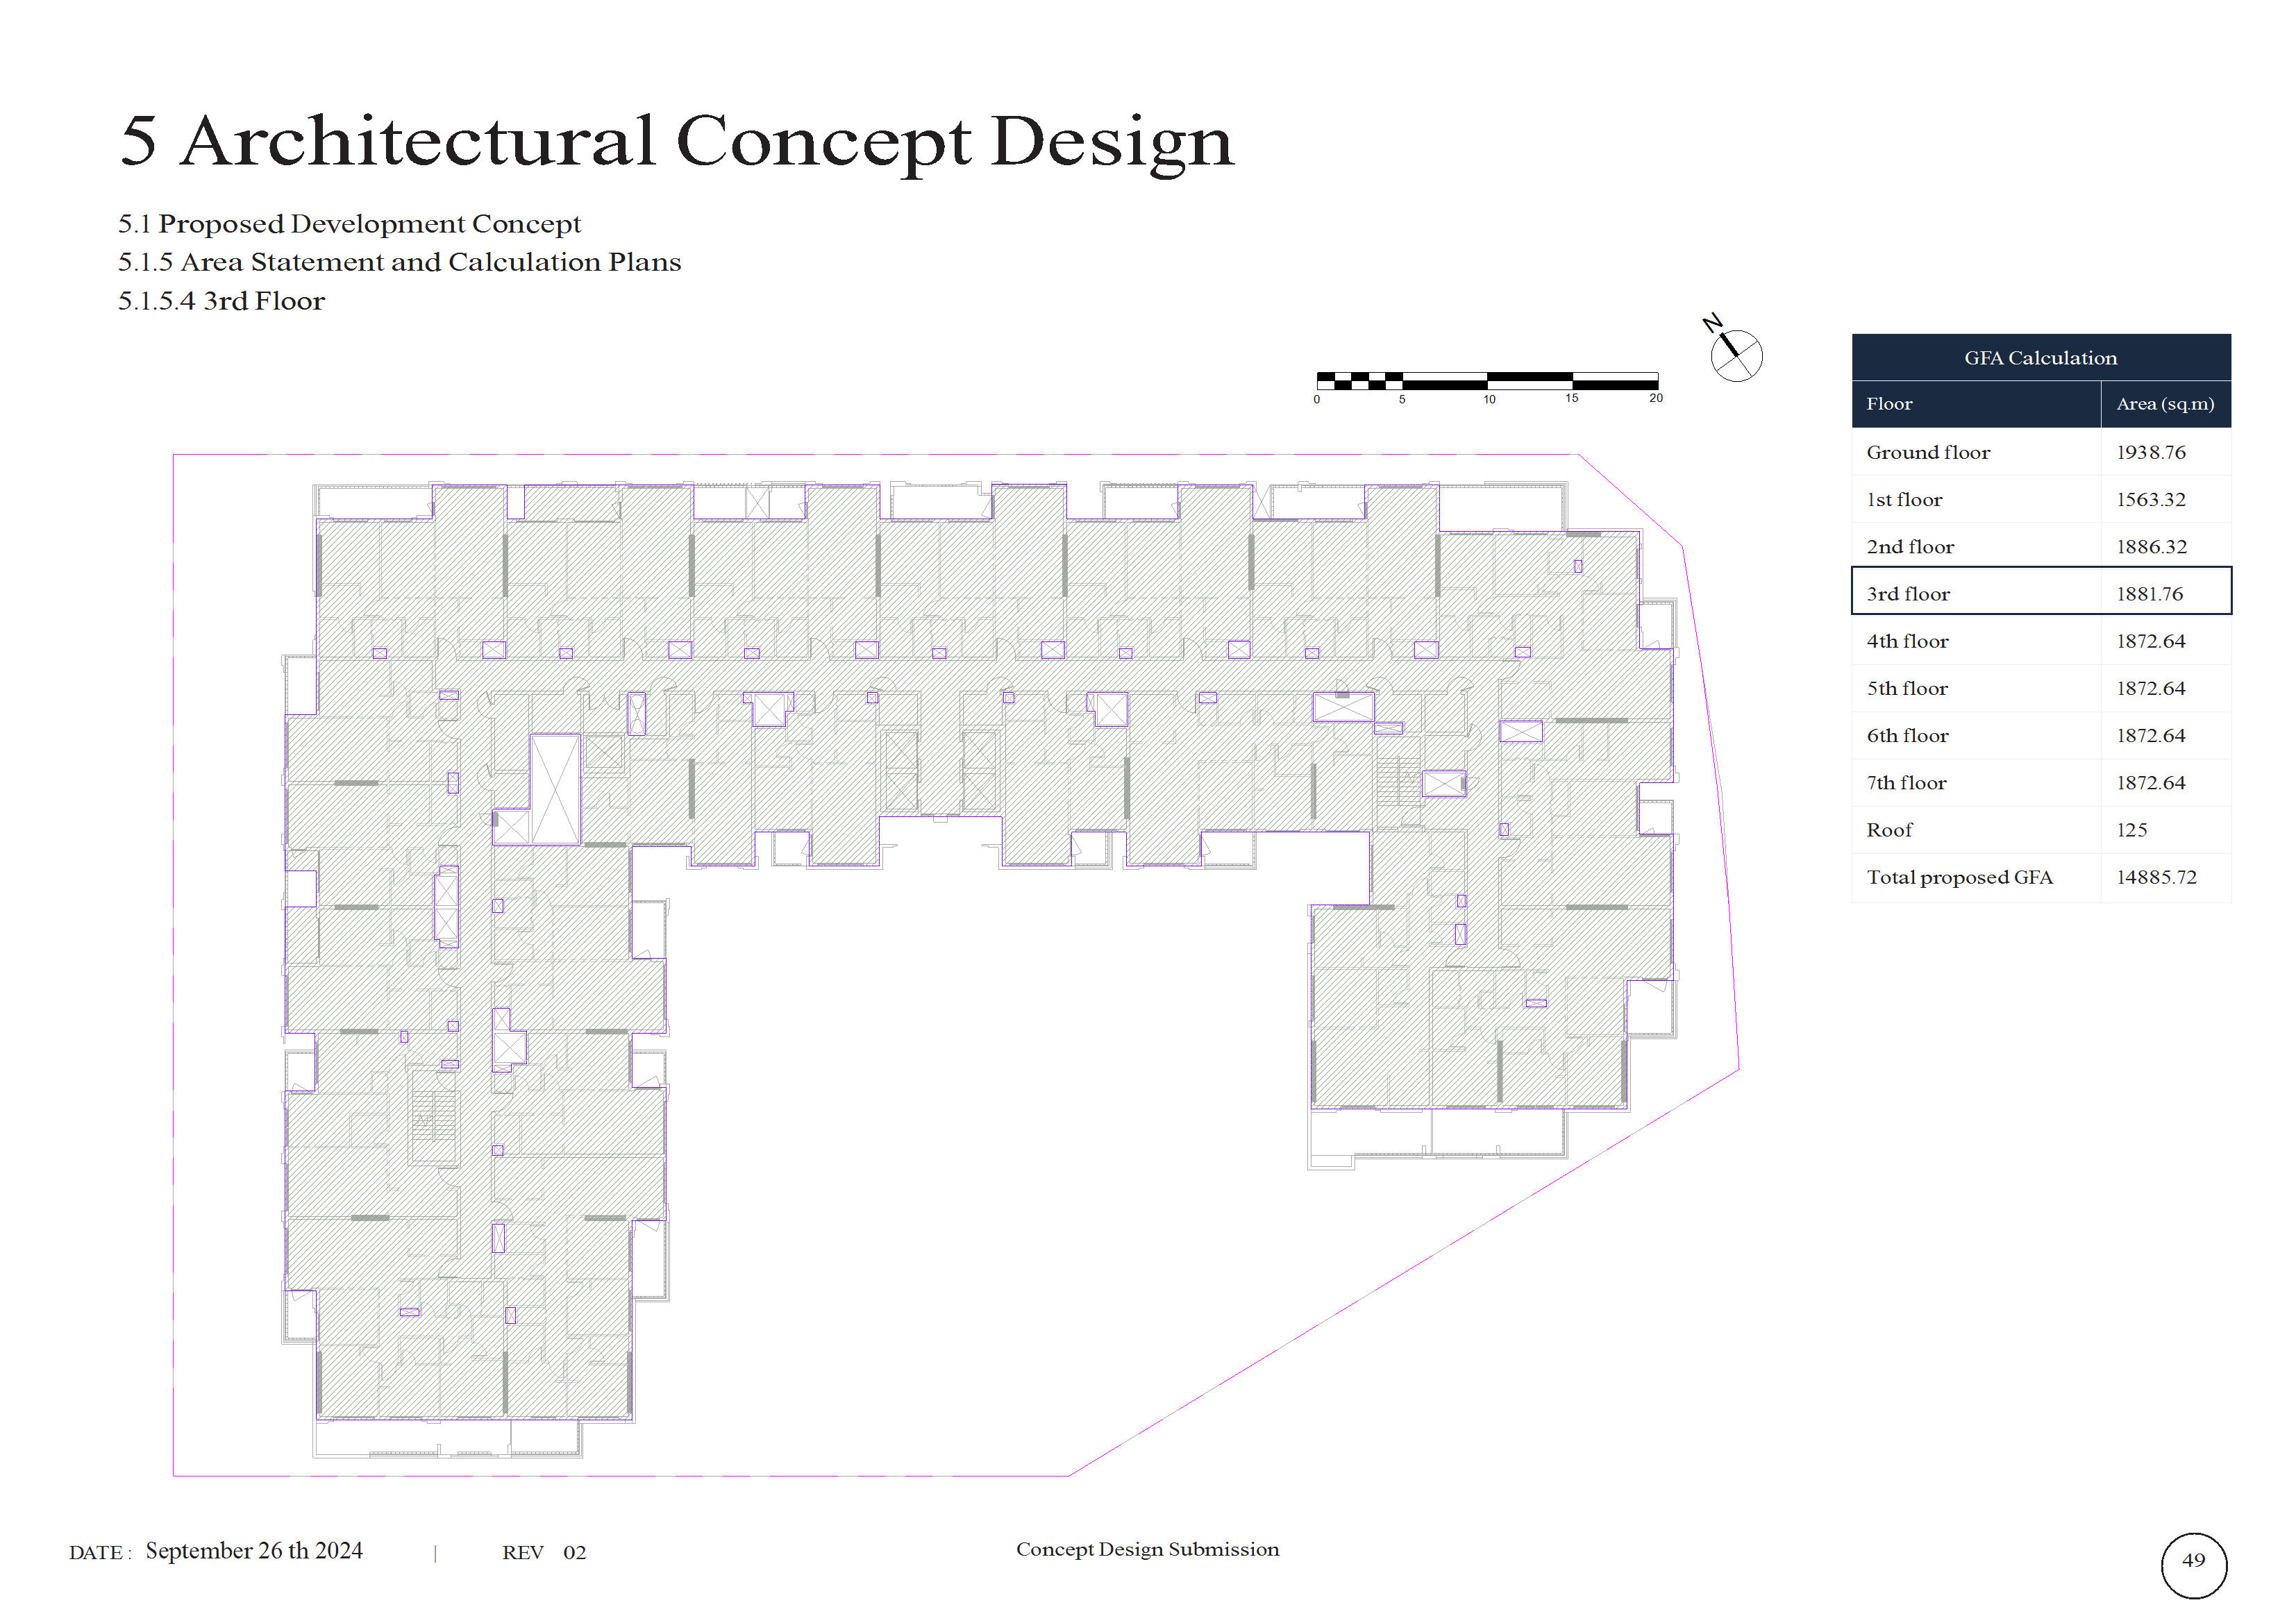 5 Architectural Concept Design
5.1 Proposed Development Concept
5.1.5 Area Statement and Calculation Plans
5.1.5.4 3rd Floor
N
0 5 10 15 20
GFA Calculation
Floor Area (sq.m)
Ground floor 1938.76
1st floor 1563.32
2nd floor 1886.32
3rd floor 1881.76
4th floor 1872.64
5th floor 1872.64
6th floor 1872.64
7th floor 1872.64
Roof 125
Total proposed GFA 14885.72
DATE : September 26 th 2024 | REV 02
Concept Design Submission
49